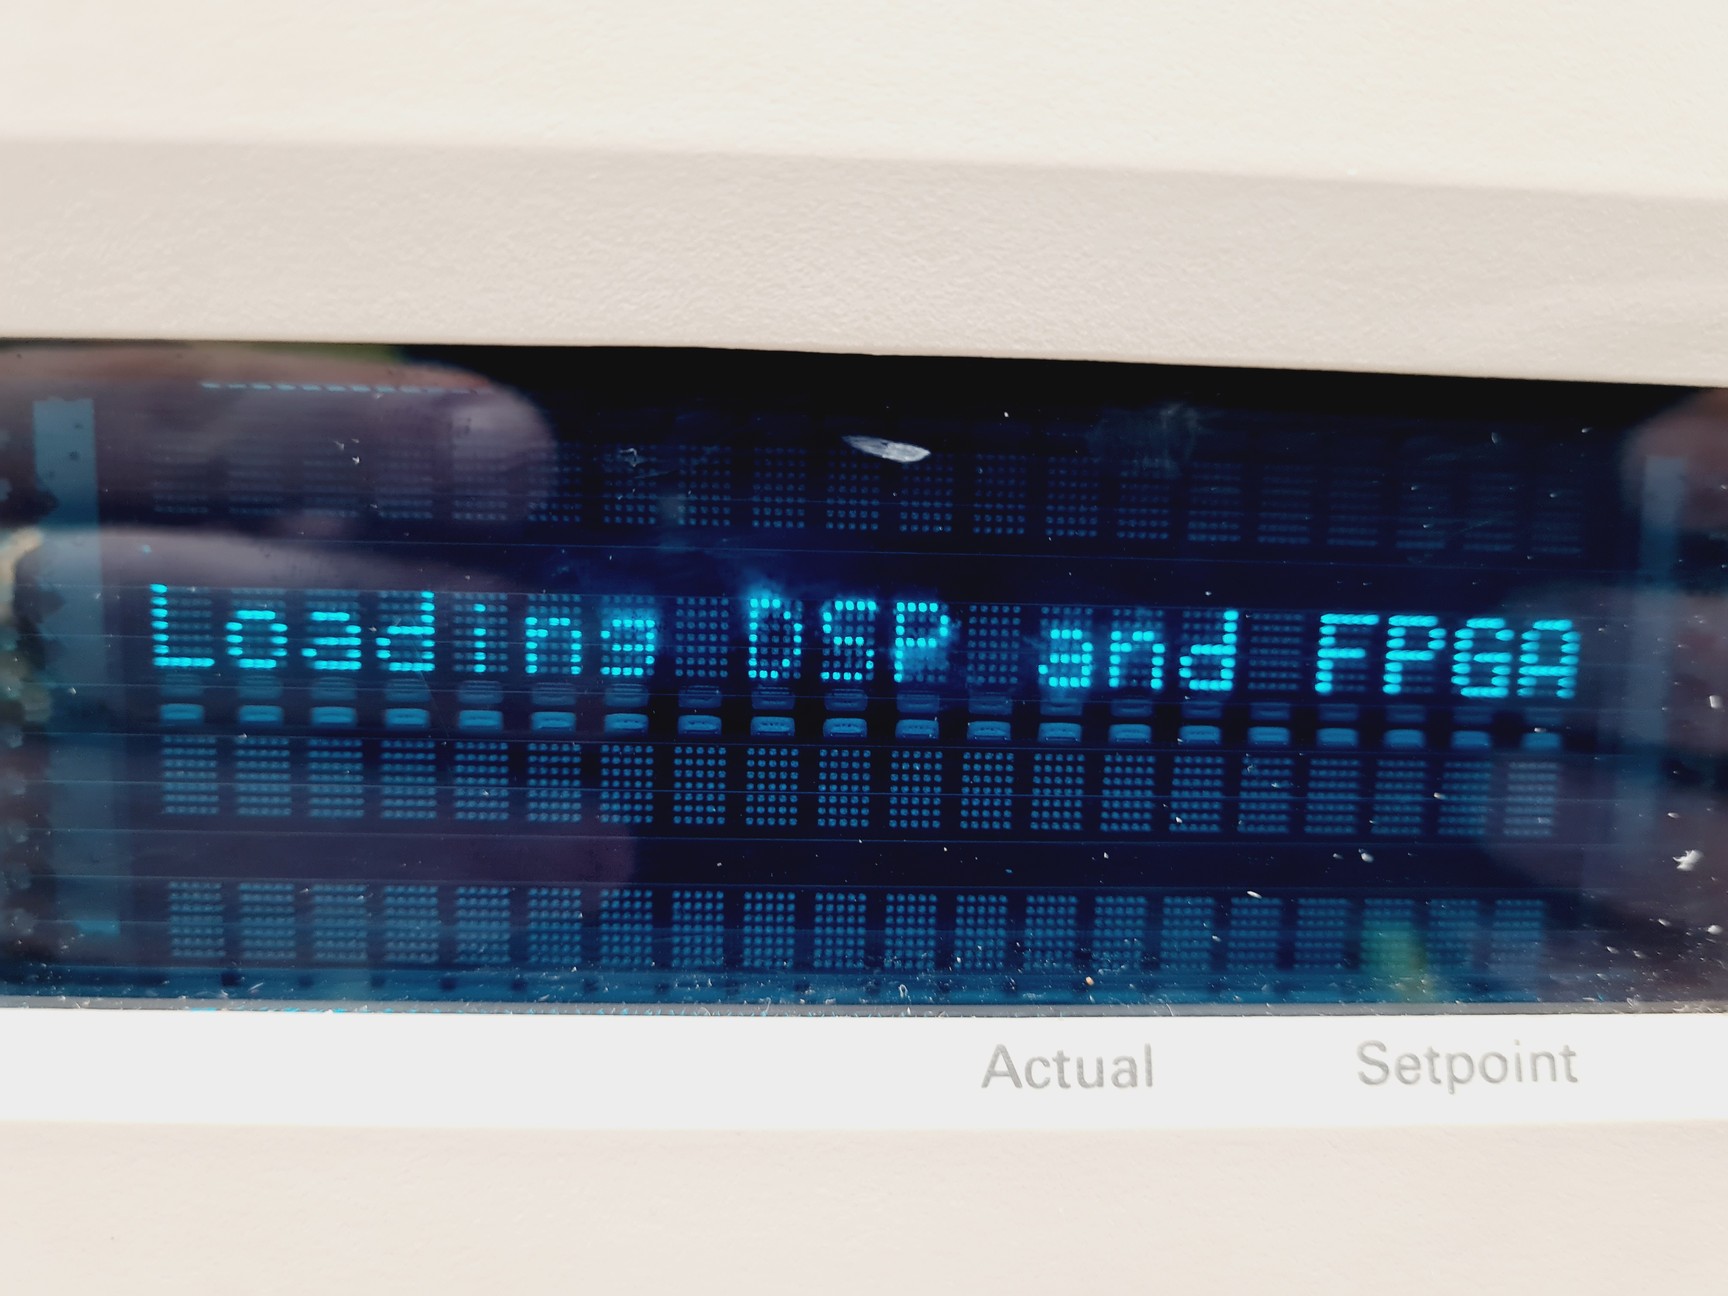 Loading DSP and FPGA
Actual Setpoint